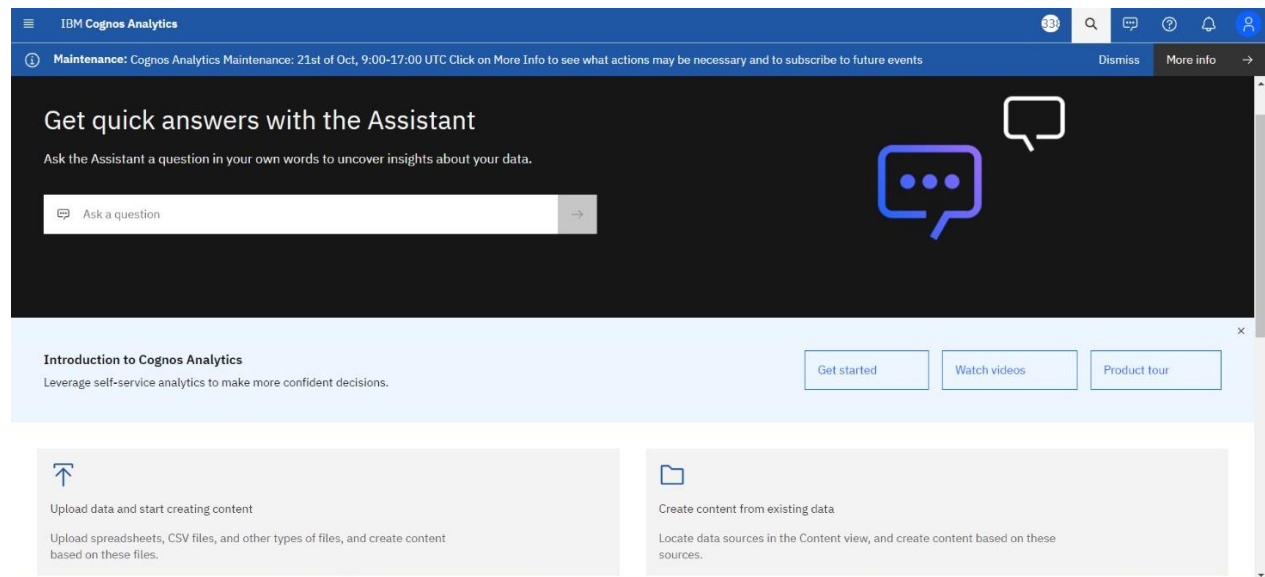 IBM Cognos Analytics
Maintenance: Cognos Analytics Maintenance: 21st of Oct, 9:00-17:00 UTC Click on More Info to see what actions may be necessary and to subscribe to future events Dismiss More info
Get quick answers with the Assistant
Ask the Assistant a question in your own words to uncover insights about your data.
Ask a question
Introduction to Cognos Analytics
Leverage self-service analytics to make more confident decisions.
Get started Watch videos Product tour
Upload data and start creating content
Upload spreadsheets, CSV files, and other types of files, and create content
based on these files.
Create content from existing data
Locate data sources in the Content view, and create content based on these
sources.